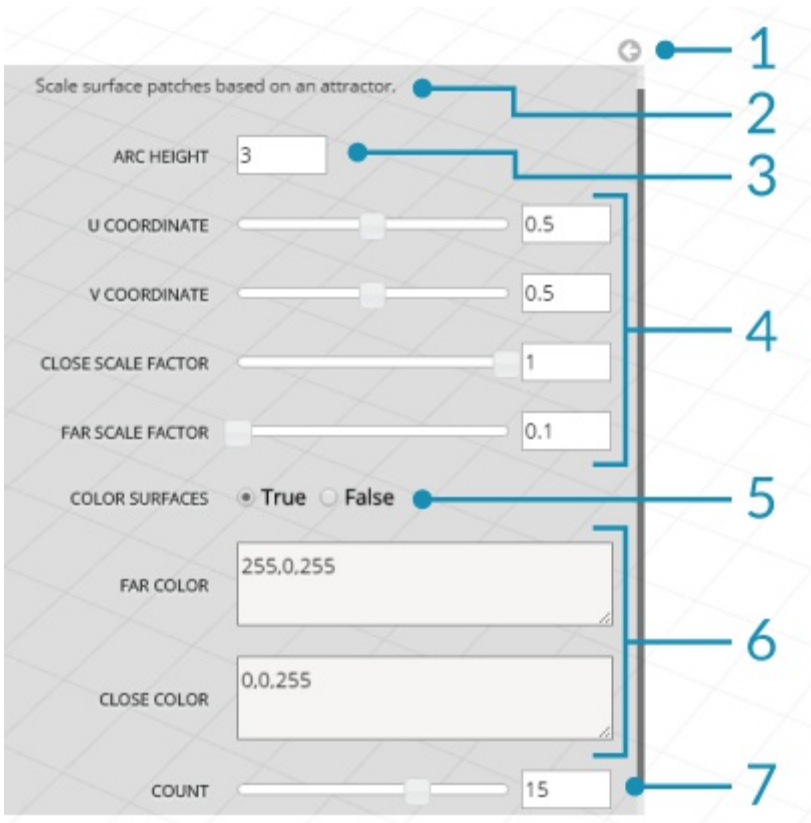 1
Scale surface patches based on an attractor.
2
ARC HEIGHT 3
3
U COORDINATE 0.5
V COORDINATE 0.5
4
CLOSE SCALE FACTOR 1
FAR SCALE FACTOR 0.1
COLOR SURFACES True False
5
FAR COLOR 255,0,255
6
CLOSE COLOR 0,0,255
COUNT 15
7